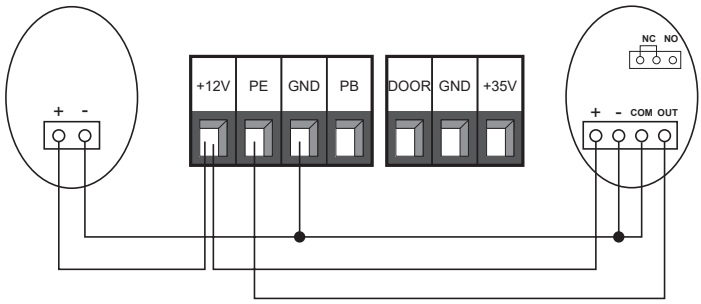 NC NO
+12V PE GND PB DOOR GND +35V
+ - + - COM OUT